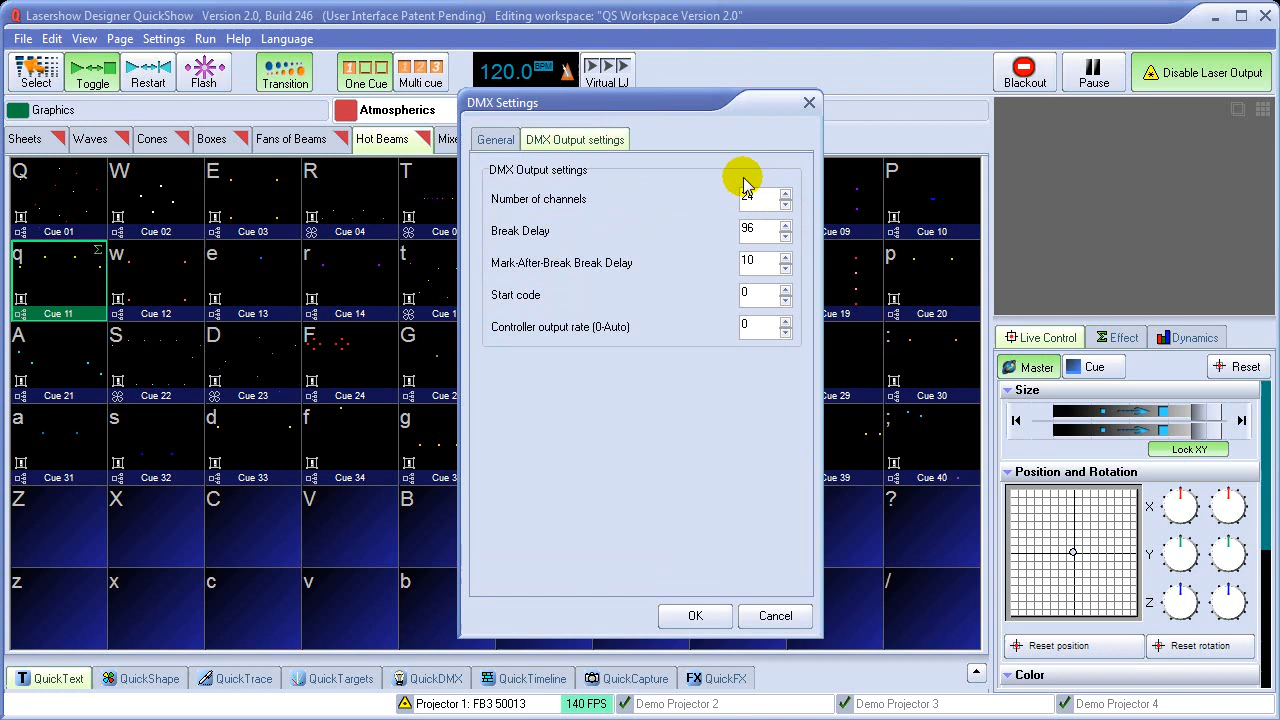 Lasershow Designer QuickShow Version 2.0, Build 246 (User Interface Patent Pending) Editing workspace: "QS Workspace Version 2.0"
File Edit View Page Settings Run Help Language
Select Toggle Restart Flash Transition One Cue Multi cue 120.0 BPM Virtual LJ Blackout Pause Disable Laser Output
Graphics Atmospherics
Sheets Waves Cones Boxes Fans of Beams Hot Beams
DMX Settings
General DMX Output settings
DMX Output settings
Number of channels 24
Break Delay 96
Mark-After-Break Break Delay 10
Start code 0
Controller output rate (0-Auto) 0
OK Cancel
Q W E R T P
Cue 01 Cue 02 Cue 03 Cue 04 Cue 10
q w e r t p
Cue 11 Cue 12 Cue 13 Cue 14 Cue 20
A S D F G :
Cue 21 Cue 22 Cue 23 Cue 24 Cue 30
a s d f g ;
Cue 31 Cue 32 Cue 33 Cue 34 Cue 40
Z X C V B ?
z x c v b /
Live Control Effect Dynamics
Master Cue Reset
Size
Lock XY
Position and Rotation
X
Y
Z
Reset position Reset rotation
Color
QuickText QuickShape QuickTrace QuickTargets QuickDMX QuickTimeline QuickCapture FX QuickFX
Projector 1: FB3 50013 140 FPS Demo Projector 2 Demo Projector 3 Demo Projector 4